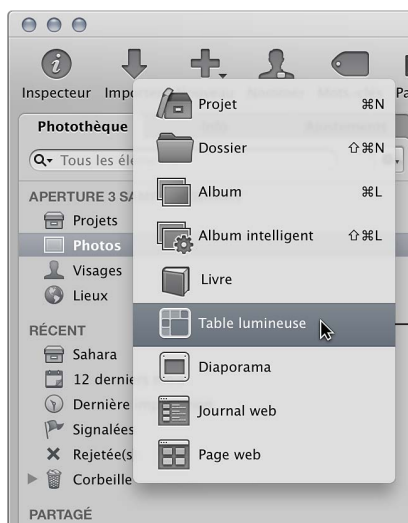 Inspecteur Impo
Photothèque
Tous les élé
APERTURE 3 SA
Projets
Photos
Visages
Lieux
RÉCENT
Sahara
12 dernie
Dernière
Signalées
Rejetée(s
Corbeille
PARTAGÉ
Projet ⌘N
Dossier ⇧⌘N
Album ⌘L
Album intelligent ⇧⌘L
Livre
Table lumineuse
Diaporama
Journal web
Page web